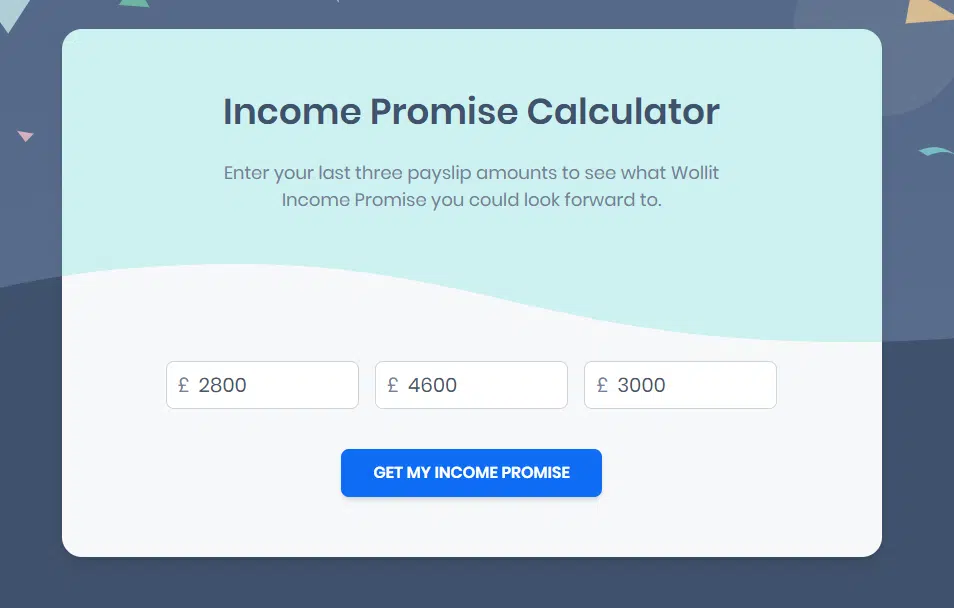 Income Promise Calculator
Enter your last three payslip amounts to see what Wollit
Income Promise you could look forward to.
£ 2800 £ 4600 £ 3000
GET MY INCOME PROMISE